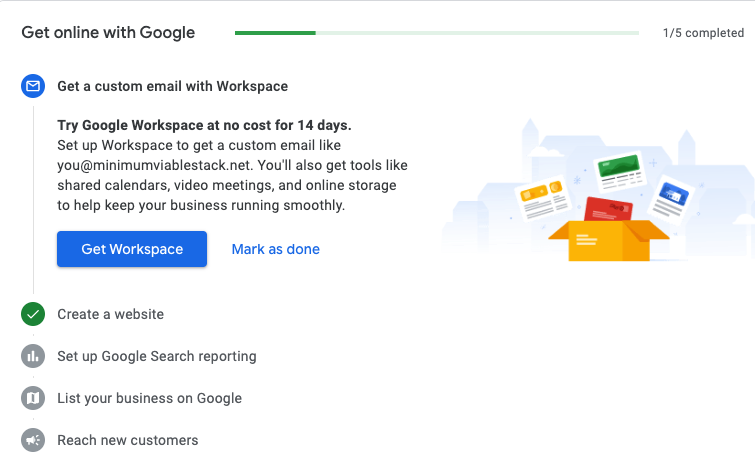 Get online with Google
1/5 completed
Get a custom email with Workspace
Try Google Workspace at no cost for 14 days.
Set up Workspace to get a custom email like
you@minimumviablestack.net. You'll also get tools like
shared calendars, video meetings, and online storage
to help keep your business running smoothly.
Get Workspace
Mark as done
Create a website
Set up Google Search reporting
List your business on Google
Reach new customers